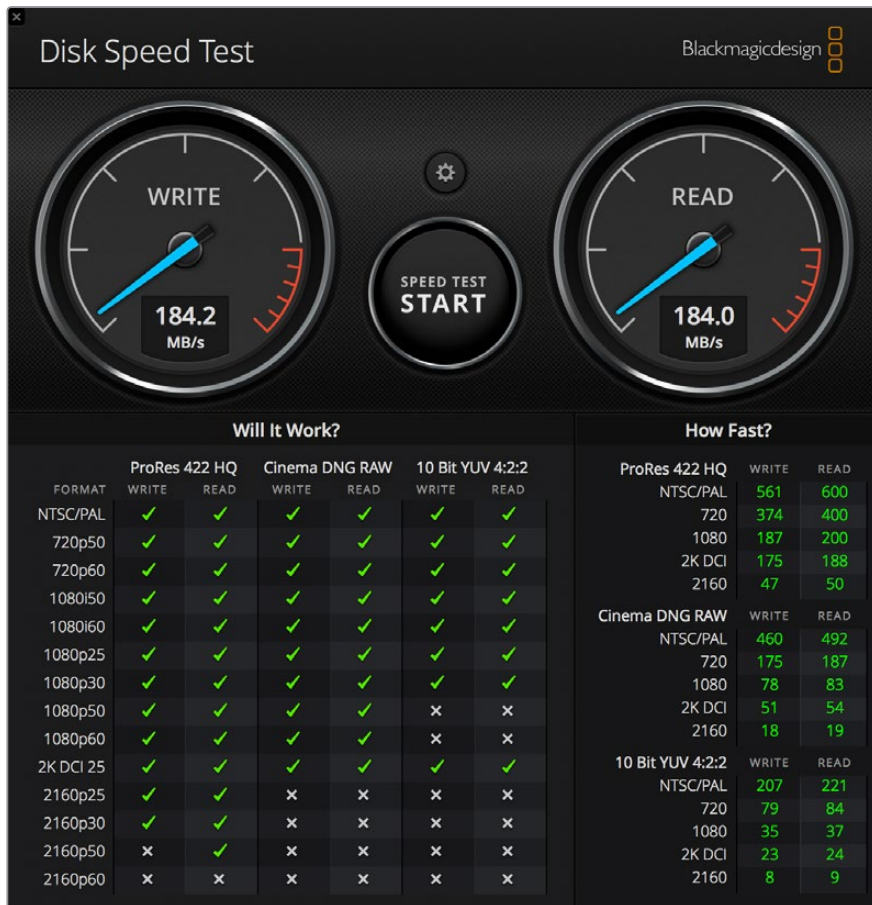 Disk Speed Test
Blackmagicdesign
WRITE
184.2
MB/s
SPEED TEST
START
READ
184.0
MB/s
Will It Work?
ProRes 422 HQ Cinema DNG RAW 10 Bit YUV 4:2:2
FORMAT WRITE READ WRITE READ WRITE READ
NTSC/PAL
720p50
720p60
1080i50
1080i60
1080p25
1080p30
1080p50
1080p60
2K DCI 25
2160p25
2160p30
2160p50
2160p60
How Fast?
ProRes 422 HQ WRITE READ
NTSC/PAL 561 600
720 374 400
1080 187 200
2K DCI 175 188
2160 47 50
Cinema DNG RAW WRITE READ
NTSC/PAL 460 492
720 175 187
1080 78 83
2K DCI 51 54
2160 18 19
10 Bit YUV 4:2:2 WRITE READ
NTSC/PAL 207 221
720 79 84
1080 35 37
2K DCI 23 24
2160 8 9